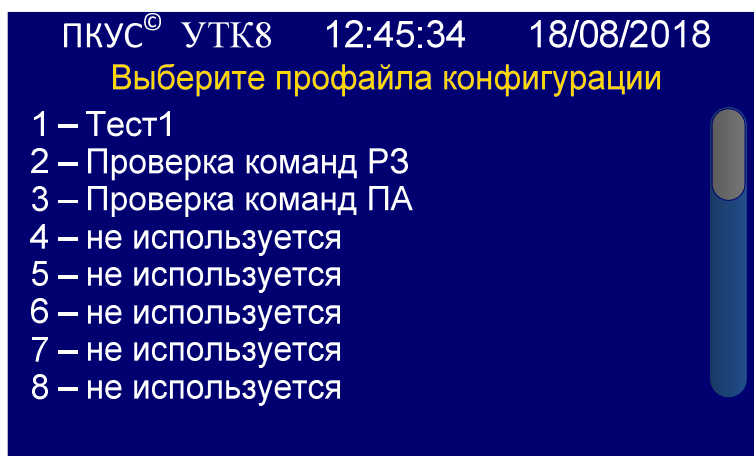 ПКУС© УТК8 12:45:34 18/08/2018
Выберите профайла конфигурации
1 – Тест1
2 – Проверка команд РЗ
3 – Проверка команд ПА
4 – не используется
5 – не используется
6 – не используется
7 – не используется
8 – не используется